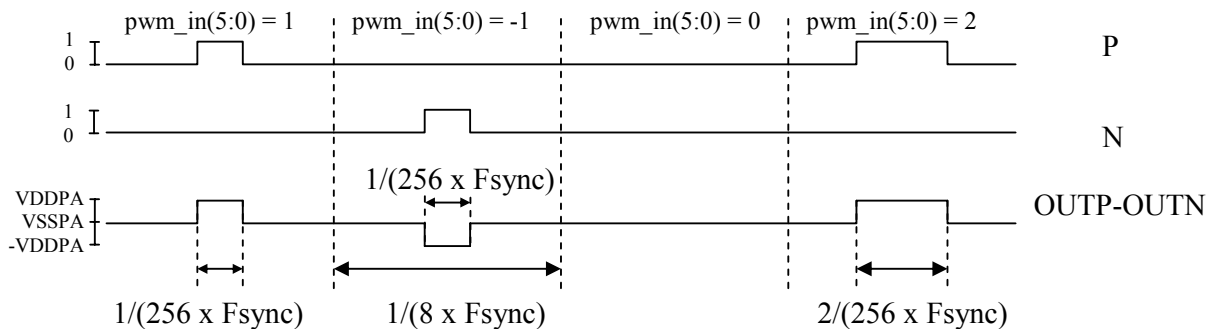 pwm_in(5:0) = 1 pwm_in(5:0) = -1 pwm_in(5:0) = 0 pwm_in(5:0) = 2
1
0
P
1
0
N
1/(256 x Fsync)
VDDPA
VSSPA
-VDDPA
OUTP-OUTN
1/(256 x Fsync) 1/(8 x Fsync) 2/(256 x Fsync)